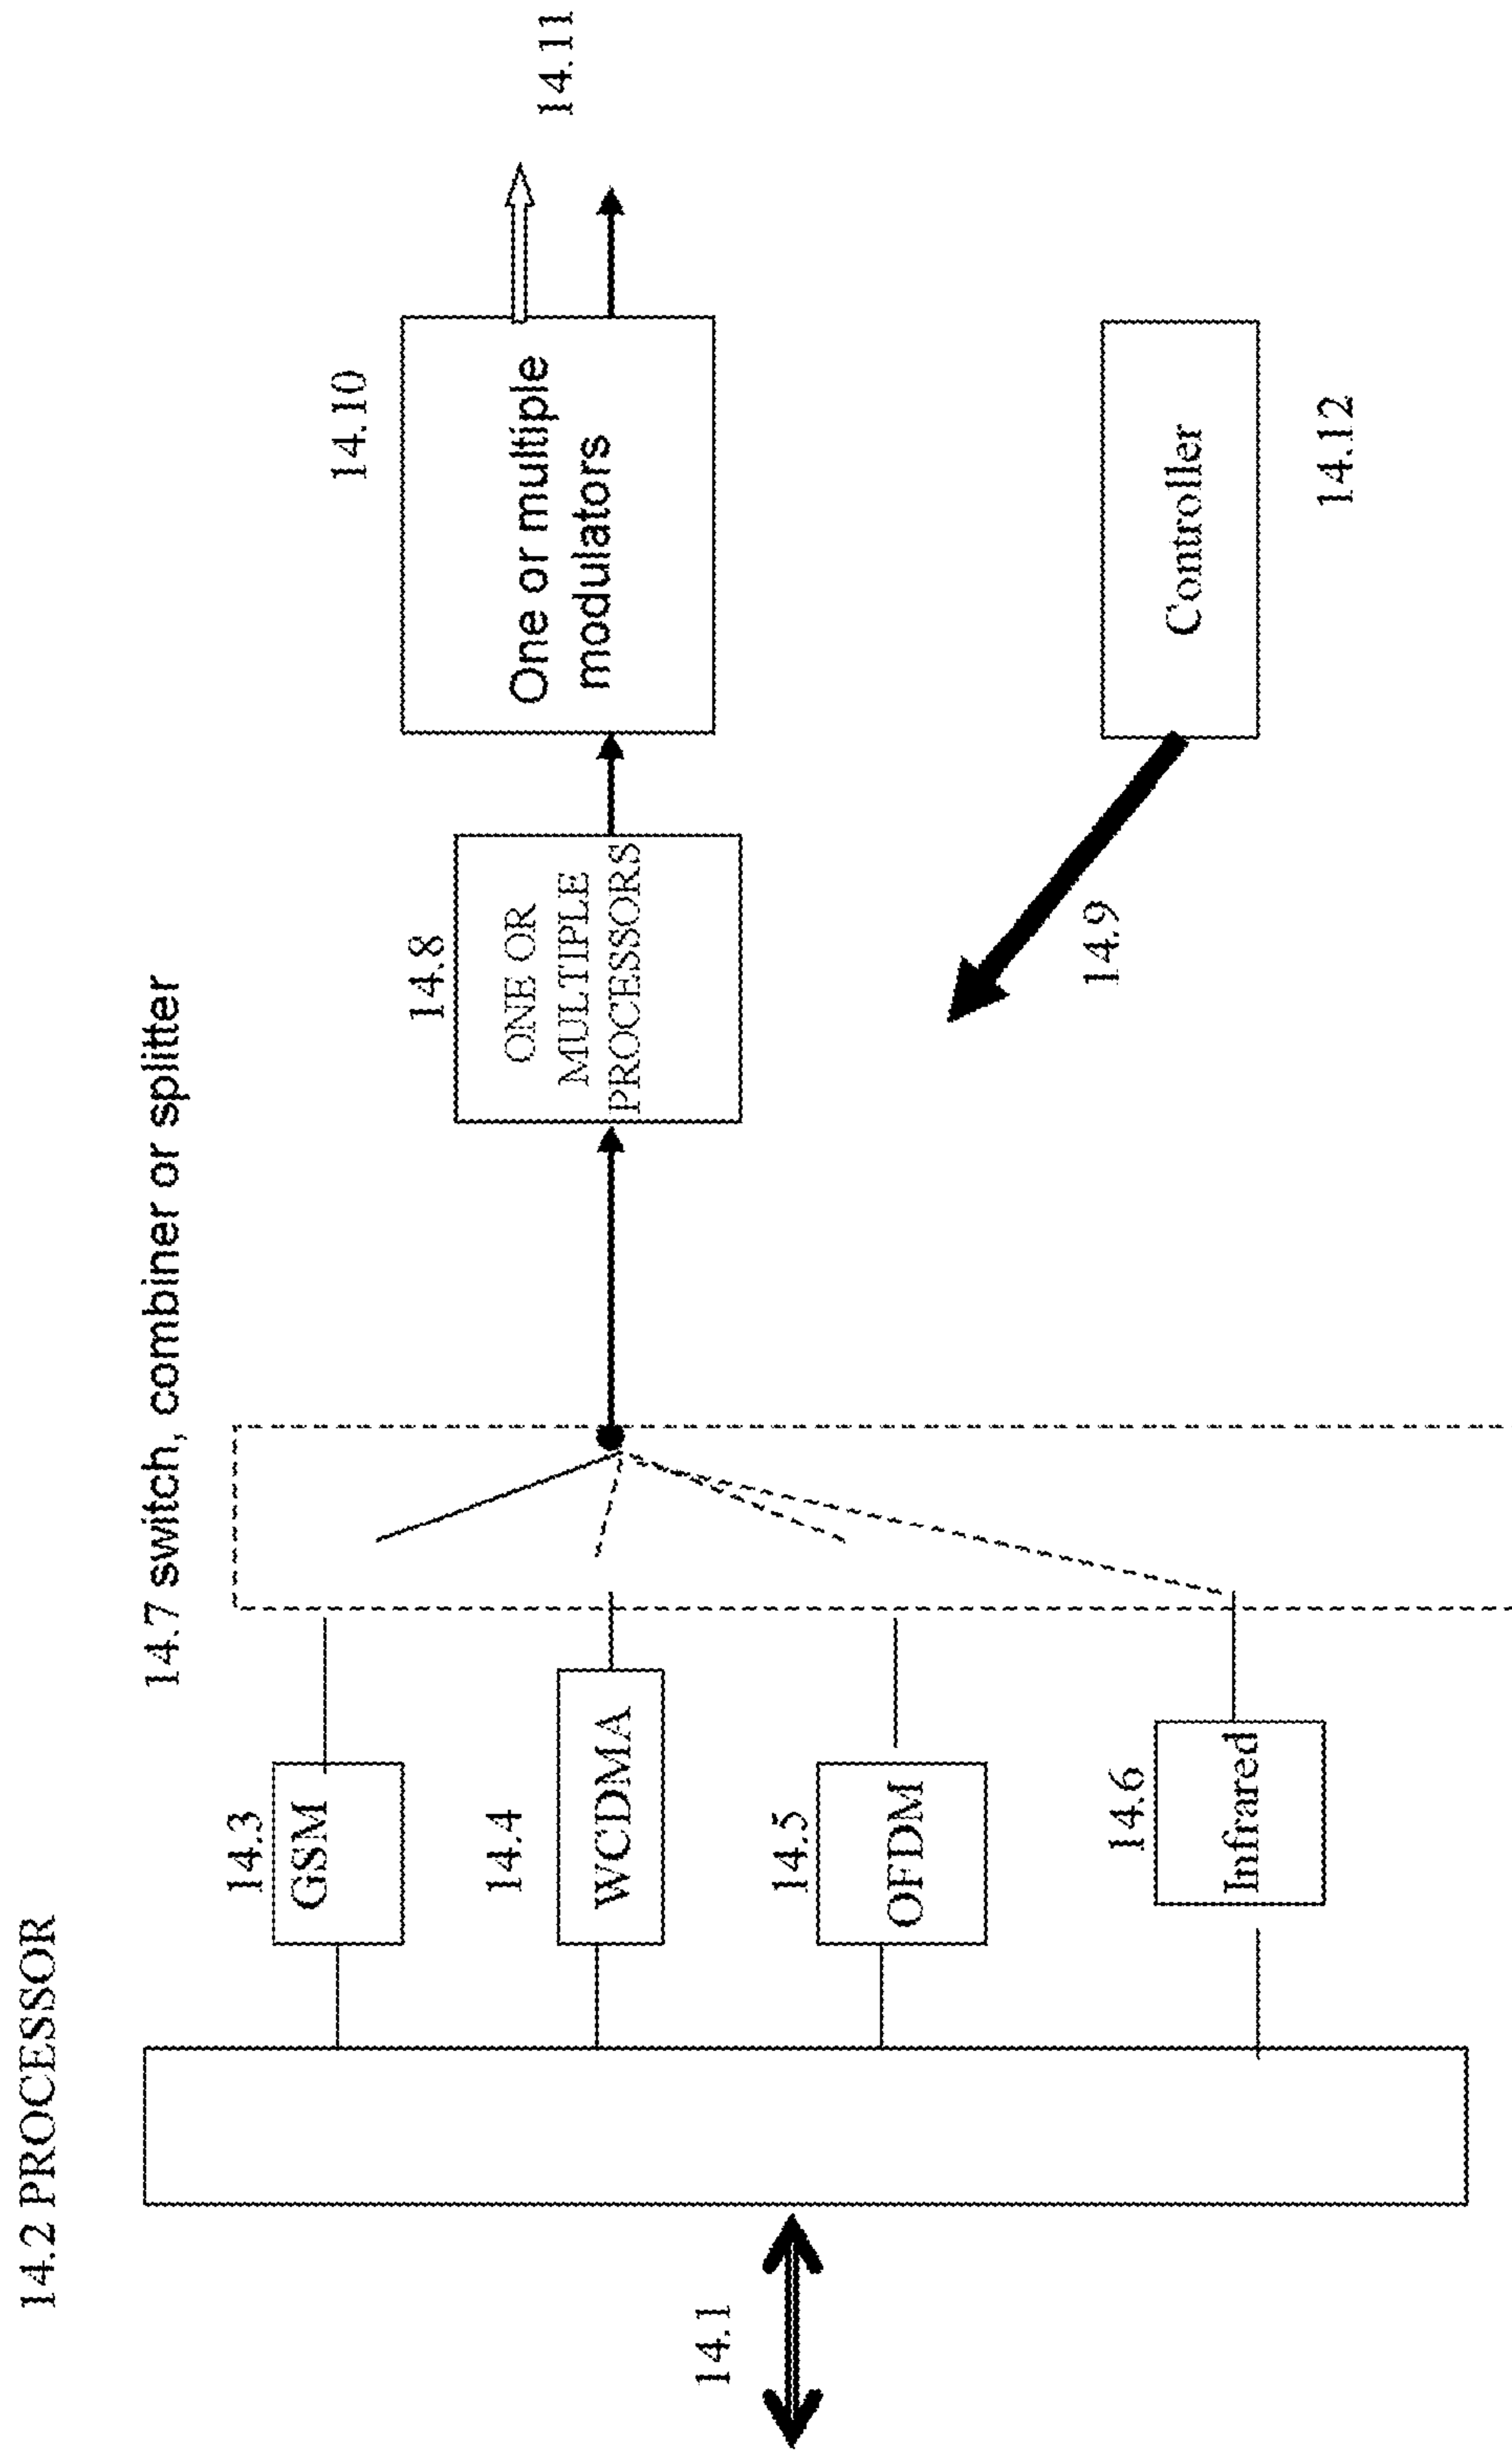 14.2 PROCESSOR
14.7 switch, combiner or splitter
14.1
14.3
GSM
14.4
WCDMA
14.5
OFDM
14.6
Infrared
14.8
ONE OR
MULTIPLE
PROCESSORS
14.9
14.10
One or multiple
modulators
14.11
Controller
14.12